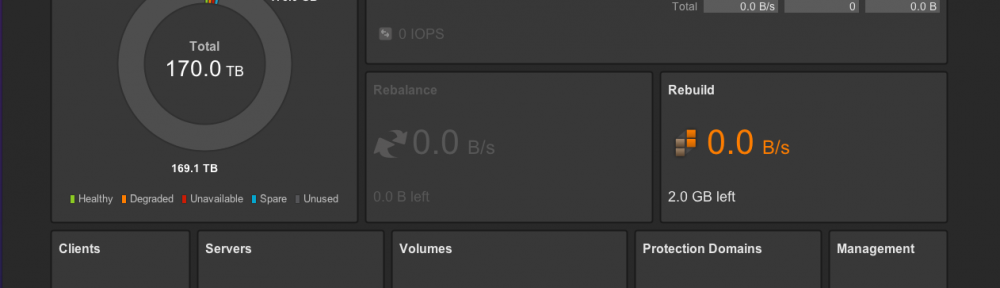 Total 0.0 B/s 0 0.0 B
0 IOPS
Total
170.0 TB
169.1 TB
Healthy Degraded Unavailable Spare Unused
Rebalance
0.0 B/s
0.0 B left
Rebuild
0.0 B/s
2.0 GB left
Clients
Servers
Volumes
Protection Domains
Management